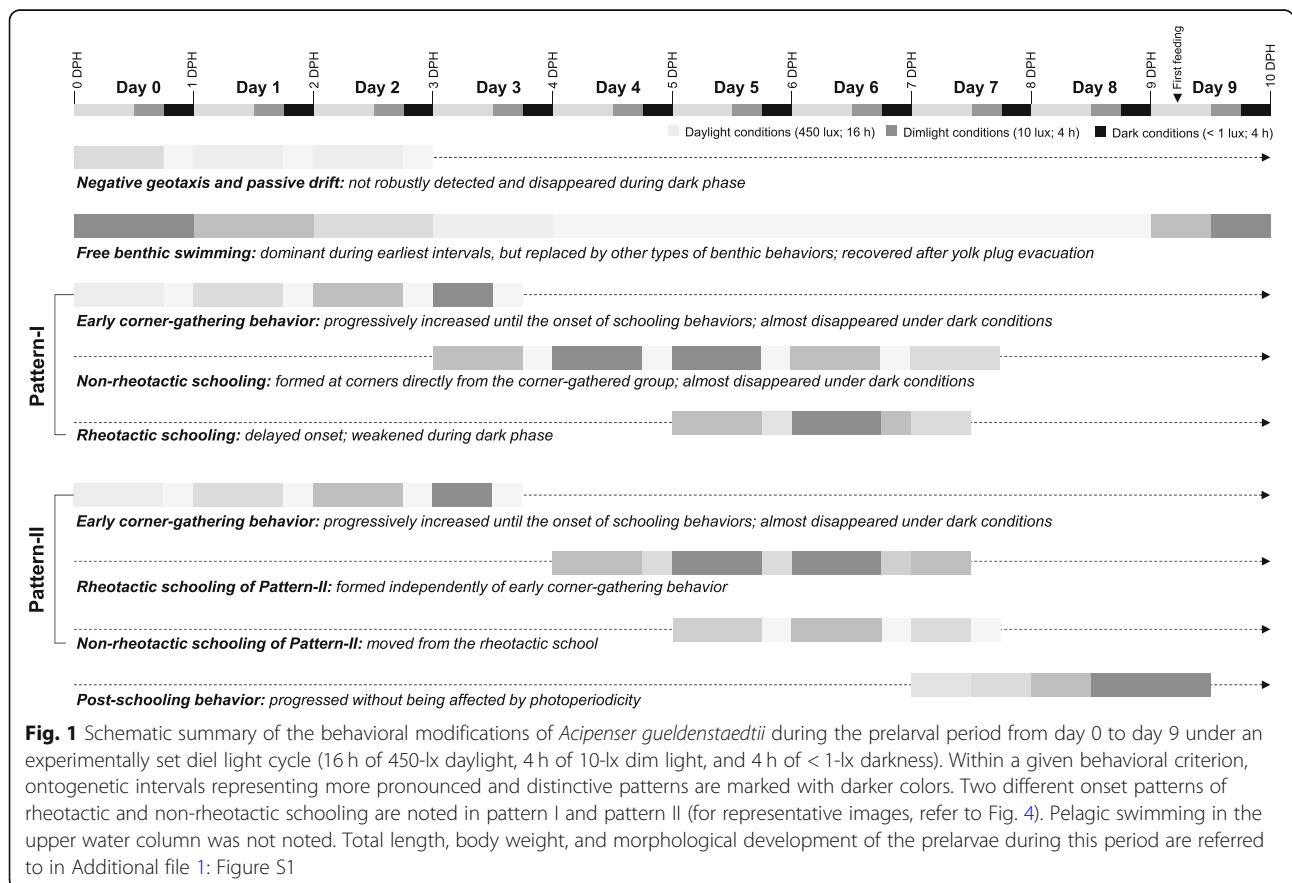 0 DPH
1 DPH
2 DPH
3 DPH
4 DPH
5 DPH
6 DPH
7 DPH
8 DPH
9 DPH
First feeding
10 DPH
Day 0
Day 1
Day 2
Day 3
Day 4
Day 5
Day 6
Day 7
Day 8
Day 9
Daylight conditions (450 lux; 16 h)
Dimlight conditions (10 lux; 4 h)
Dark conditions (< 1 lux; 4 h)
Negative geotaxis and passive drift: not robustly detected and disappeared during dark phase
Free benthic swimming: dominant during earliest intervals, but replaced by other types of benthic behaviors; recovered after yolk plug evacuation
Pattern-I
Early corner-gathering behavior: progressively increased until the onset of schooling behaviors; almost disappeared under dark conditions
Non-rheotactic schooling: formed at corners directly from the corner-gathered group; almost disappeared under dark conditions
Rheotactic schooling: delayed onset; weakened during dark phase
Pattern-II
Early corner-gathering behavior: progressively increased until the onset of schooling behaviors; almost disappeared under dark conditions
Rheotactic schooling of Pattern-II: formed independently of early corner-gathering behavior
Non-rheotactic schooling of Pattern-II: moved from the rheotactic school
Post-schooling behavior: progressed without being affected by photoperiodicity
Fig. 1 Schematic summary of the behavioral modifications of Acipenser gueldenstaedtii during the prelarval period from day 0 to day 9 under an
experimentally set diel light cycle (16 h of 450-lx daylight, 4 h of 10-lx dim light, and 4 h of < 1-lx darkness). Within a given behavioral criterion,
ontogenetic intervals representing more pronounced and distinctive patterns are marked with darker colors. Two different onset patterns of
rheotactic and non-rheotactic schooling are noted in pattern I and pattern II (for representative images, refer to Fig. 4). Pelagic swimming in the
upper water column was not noted. Total length, body weight, and morphological development of the prelarvae during this period are referred
to in Additional file 1: Figure S1